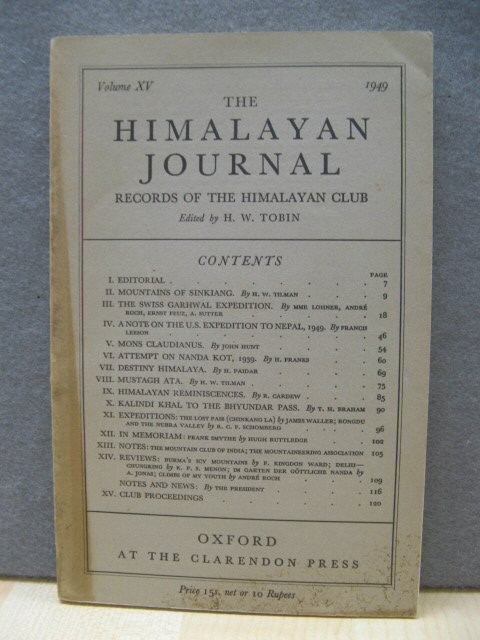 Volume XV 1949
THE
HIMALAYAN
JOURNAL
RECORDS OF THE HIMALAYAN CLUB
Edited by H. W. TOBIN
CONTENTS
PAGE
I. EDITORIAL . . . . . . . 7
II. MOUNTAINS OF SINKIANG. By H. W. TILMAN . . . 9
III. THE SWISS GARHWAL EXPEDITION. By MME LOHNER, ANDRÉ
ROCH, ERNST FEUZ, A. SUTTER . . . . . 18
IV. A NOTE ON THE U.S. EXPEDITION TO NEPAL, 1949. By FRANCIS
LEESON . . . . . . . 46
V. MONS CLAUDIANUS. By JOHN HUNT . . . . 54
VI. ATTEMPT ON NANDA KOT, 1939. By H. FRANKS . . 60
VII. DESTINY HIMALAYA. By H. PAIDAR . . . . 69
VIII. MUSTAGH ATA. By H. W. TILMAN . . . . 75
IX. HIMALAYAN REMINISCENCES. By R. CARDEW . . 85
X. KALINDI KHAL TO THE BHYUNDAR PASS. By T. H. BRAHAM 90
XI. EXPEDITIONS: THE LOST PAIR (CHINKANG LA) by JAMES WALLER; RONGDU
AND THE NUBRA VALLEY by R. C. F. SCHOMBERG . . . 96
XII. IN MEMORIAM: FRANK SMYTHE by HUGH RUTTLEDGE . . 102
XIII. NOTES: THE MOUNTAIN CLUB OF INDIA; THE MOUNTAINEERING ASSOCIATION 105
XIV. REVIEWS: BURMA'S ICY MOUNTAINS by F. KINGDON WARD; DELHI—
CHUNGKING by K. P. S. MENON; IM GARTEN DER GÖTTLICHE NANDA by
A. JONAS; CLIMBS OF MY YOUTH by ANDRÉ ROCH . . . 109
NOTES AND NEWS: By THE PRESIDENT . . . . 116
XV. CLUB PROCEEDINGS . . . . . . 120
OXFORD
AT THE CLARENDON PRESS
Price 15s. net or 10 Rupees